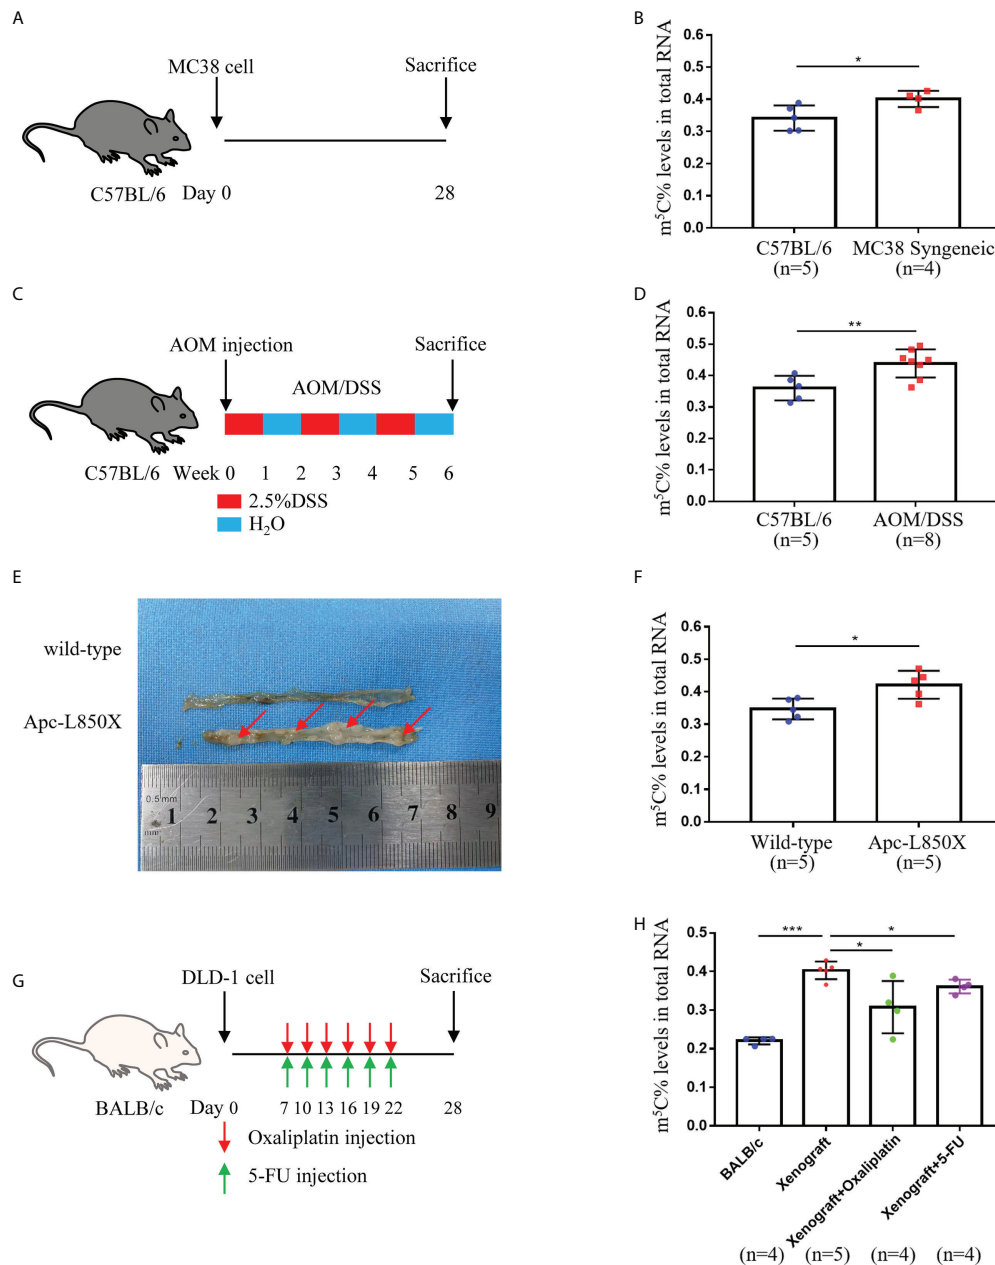 A
MC38 cell
Sacrifice
C57BL/6 Day 0
28
B
m⁵C% levels in total RNA
0.6
0.5
0.4
0.3
0.2
0.1
0.0
*
C57BL/6
(n=5)
MC38 Syngeneic
(n=4)
C
AOM injection
Sacrifice
AOM/DSS
C57BL/6 Week 0 1 2 3 4 5 6
2.5%DSS
H₂O
D
m⁵C% levels in total RNA
0.6
0.5
0.4
0.3
0.2
0.1
0.0
**
C57BL/6
(n=5)
AOM/DSS
(n=8)
E
wild-type
Apc-L850X
0.5mm
1 2 3 4 5 6 7 8 9
F
m⁵C% levels in total RNA
0.6
0.5
0.4
0.3
0.2
0.1
0.0
*
Wild-type
(n=5)
Apc-L850X
(n=5)
G
DLD-1 cell
Sacrifice
BALB/c Day 0 7 10 13 16 19 22 28
Oxaliplatin injection
5-FU injection
H
m⁵C% levels in total RNA
0.5
0.4
0.3
0.2
0.1
0.0
***
*
*
BALB/c
Xenograft
Xenograft+Oxaliplatin
Xenograft+5-FU
(n=4)
(n=5)
(n=4)
(n=4)